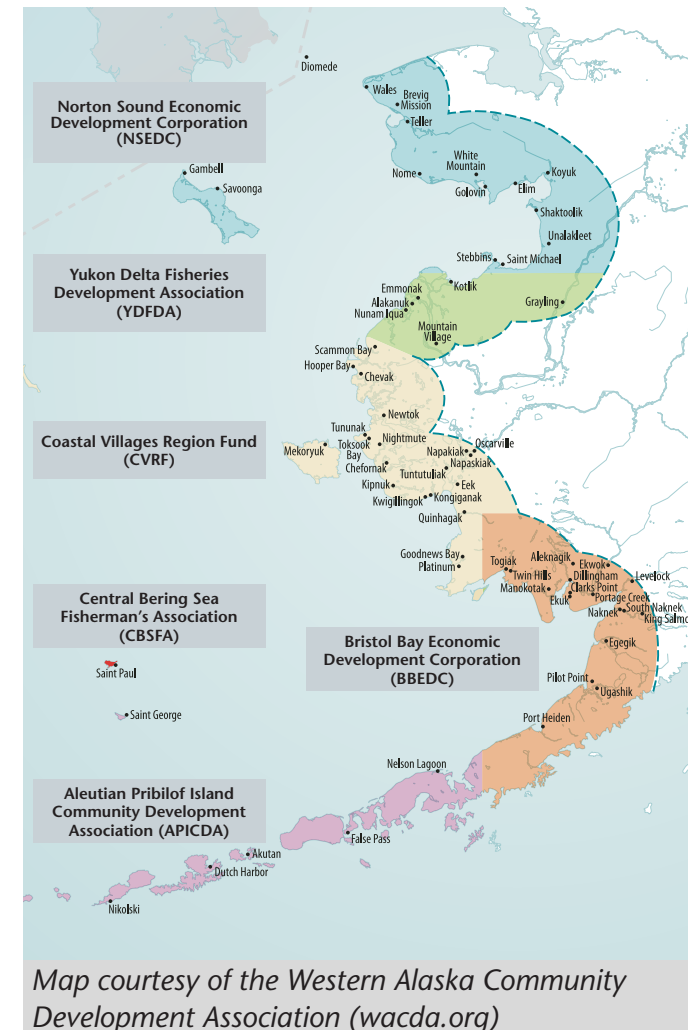 Diomede
Wales
Brevig
Mission
Teller
Norton Sound Economic
Development Corporation
(NSEDC)
Gambell
Savoonga
White
Mountain
Nome
Golovin
Elim
Koyuk
Shaktoolik
Unalakleet
Stebbins
Saint Michael
Yukon Delta Fisheries
Development Association
(YDFDA)
Emmonak
Kotlik
Alakanuk
Nunam Iqua
Grayling
Mountain
Village
Scammon Bay
Hooper Bay
Chevak
Newtok
Coastal Villages Region Fund
(CVRF)
Tununak
Toksook
Bay
Nightmute
Mekoryuk
Chefornak
Oscarville
Napakiak
Napaskiak
Tuntutuliak
Kipnuk
Eek
Kwigillingok
Kongiganak
Quinhagak
Goodnews Bay
Platinum
Togiak
Twin Hills
Aleknagik
Ekwok
Dillingham
Levelock
Manokotak
Clarks Point
Portage Creek
Ekuk
Naknek
South Naknek
King Salmo
Egegik
Central Bering Sea
Fisherman's Association
(CBSFA)
Saint Paul
Saint George
Bristol Bay Economic
Development Corporation
(BBEDC)
Pilot Point
Ugashik
Port Heiden
Nelson Lagoon
Aleutian Pribilof Island
Community Development
Association (APICDA)
False Pass
Akutan
Dutch Harbor
Nikolski
Map courtesy of the Western Alaska Community
Development Association (wacda.org)